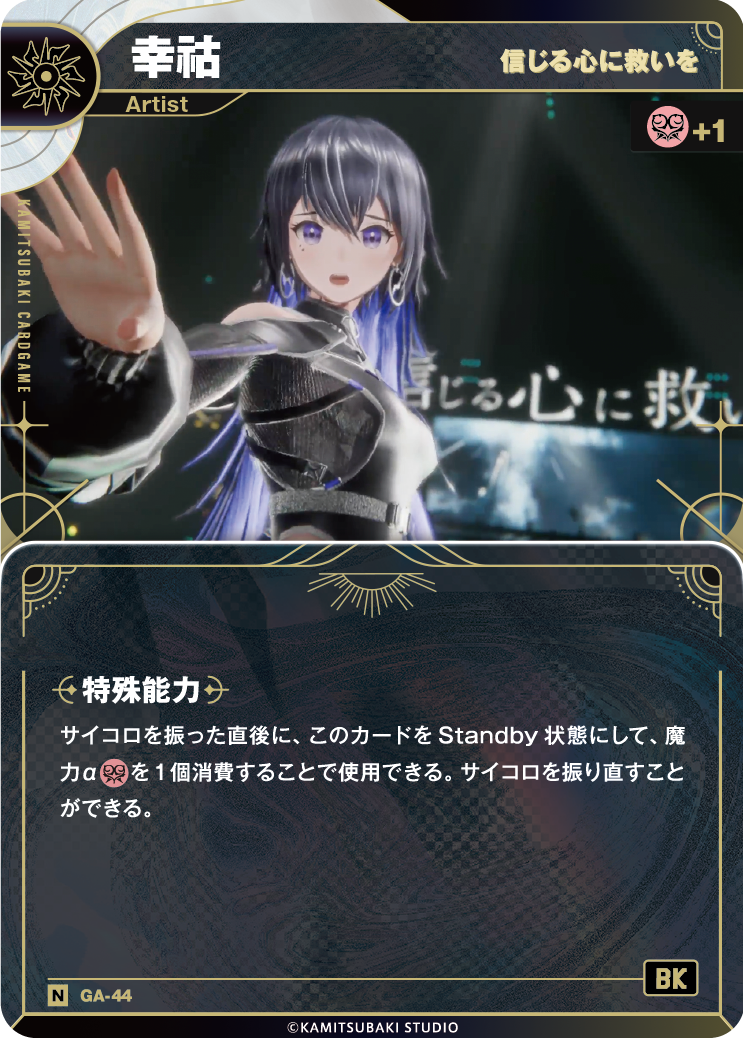 幸祜
信じる心に救いを
Artist
+1
KAMITSUBAKI CARDGAME
信じる心に救い
特殊能力
サイコロを振った直後に、このカードをStandby状態にして、魔
力αを1個消費することで使用できる。サイコロを振り直すこと
ができる。
BK
N GA-44
©KAMITSUBAKI STUDIO